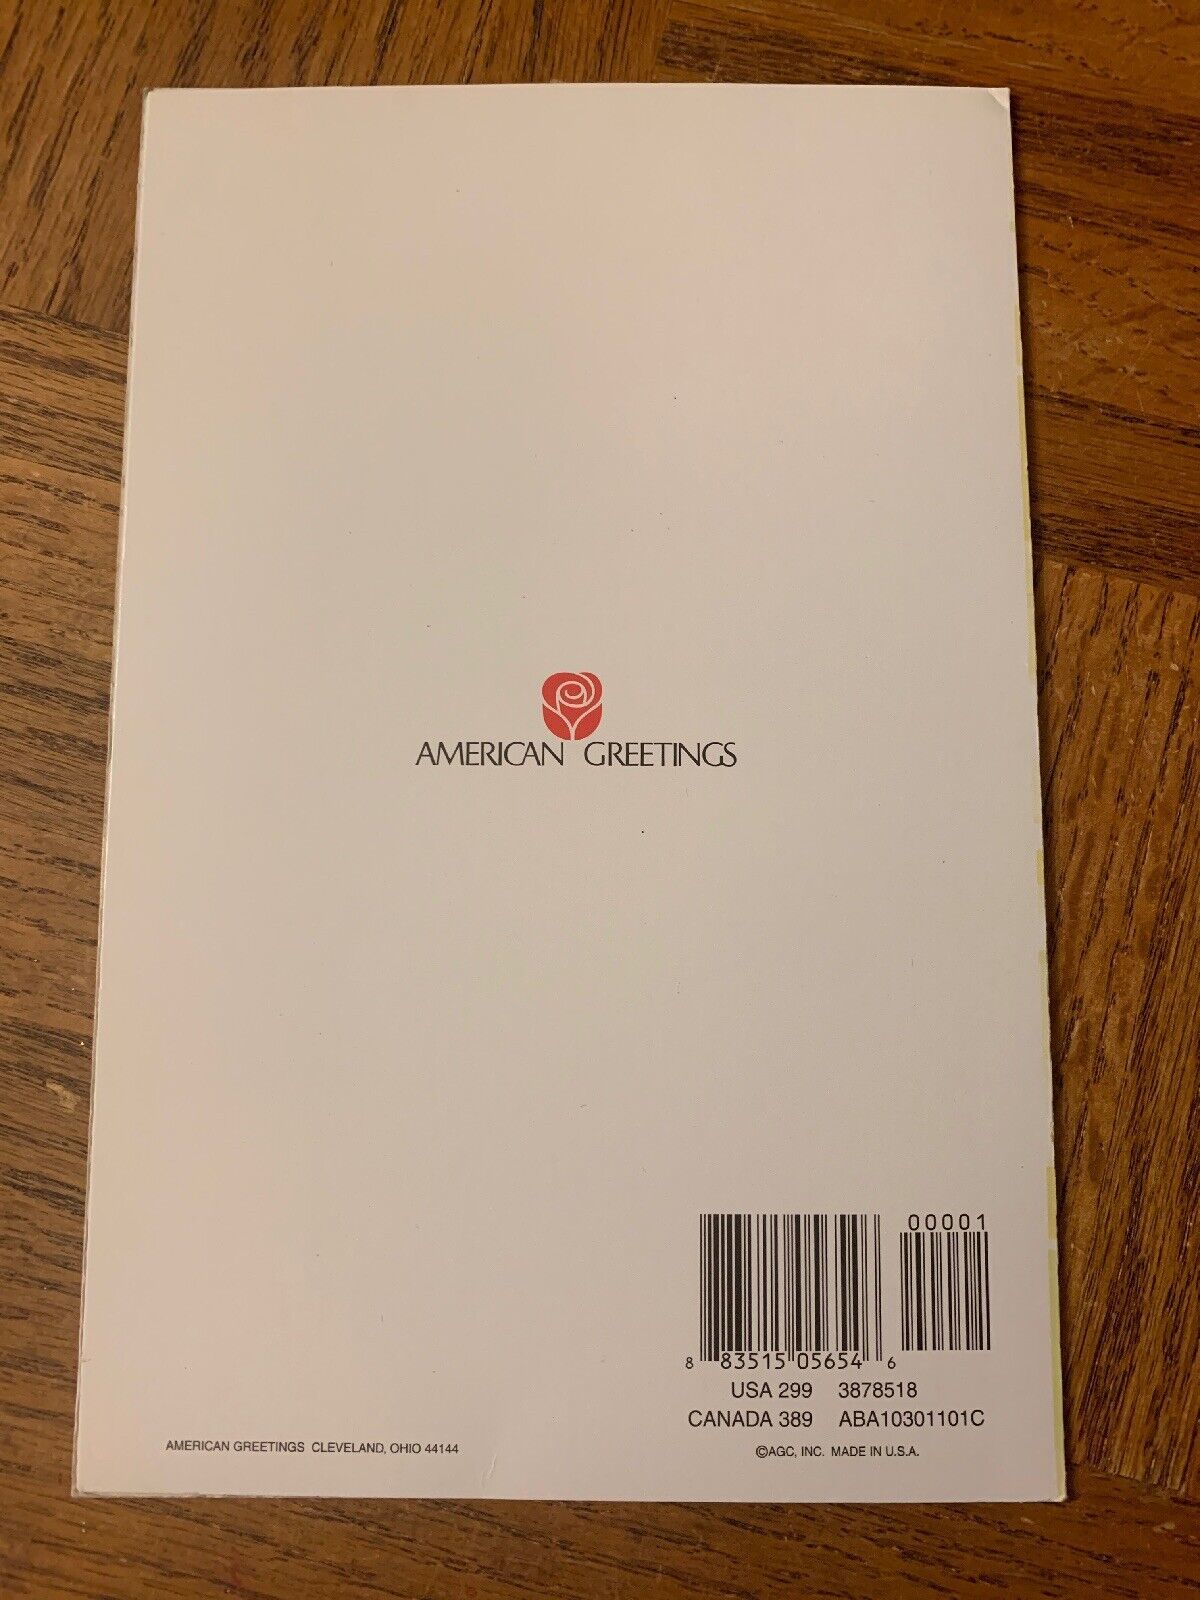 AMERICAN GREETINGS
00001
8 83515 05654 6
USA 299 3878518
CANADA 389 ABA10301101C
AMERICAN GREETINGS CLEVELAND, OHIO 44144
©AGC, INC. MADE IN U.S.A.